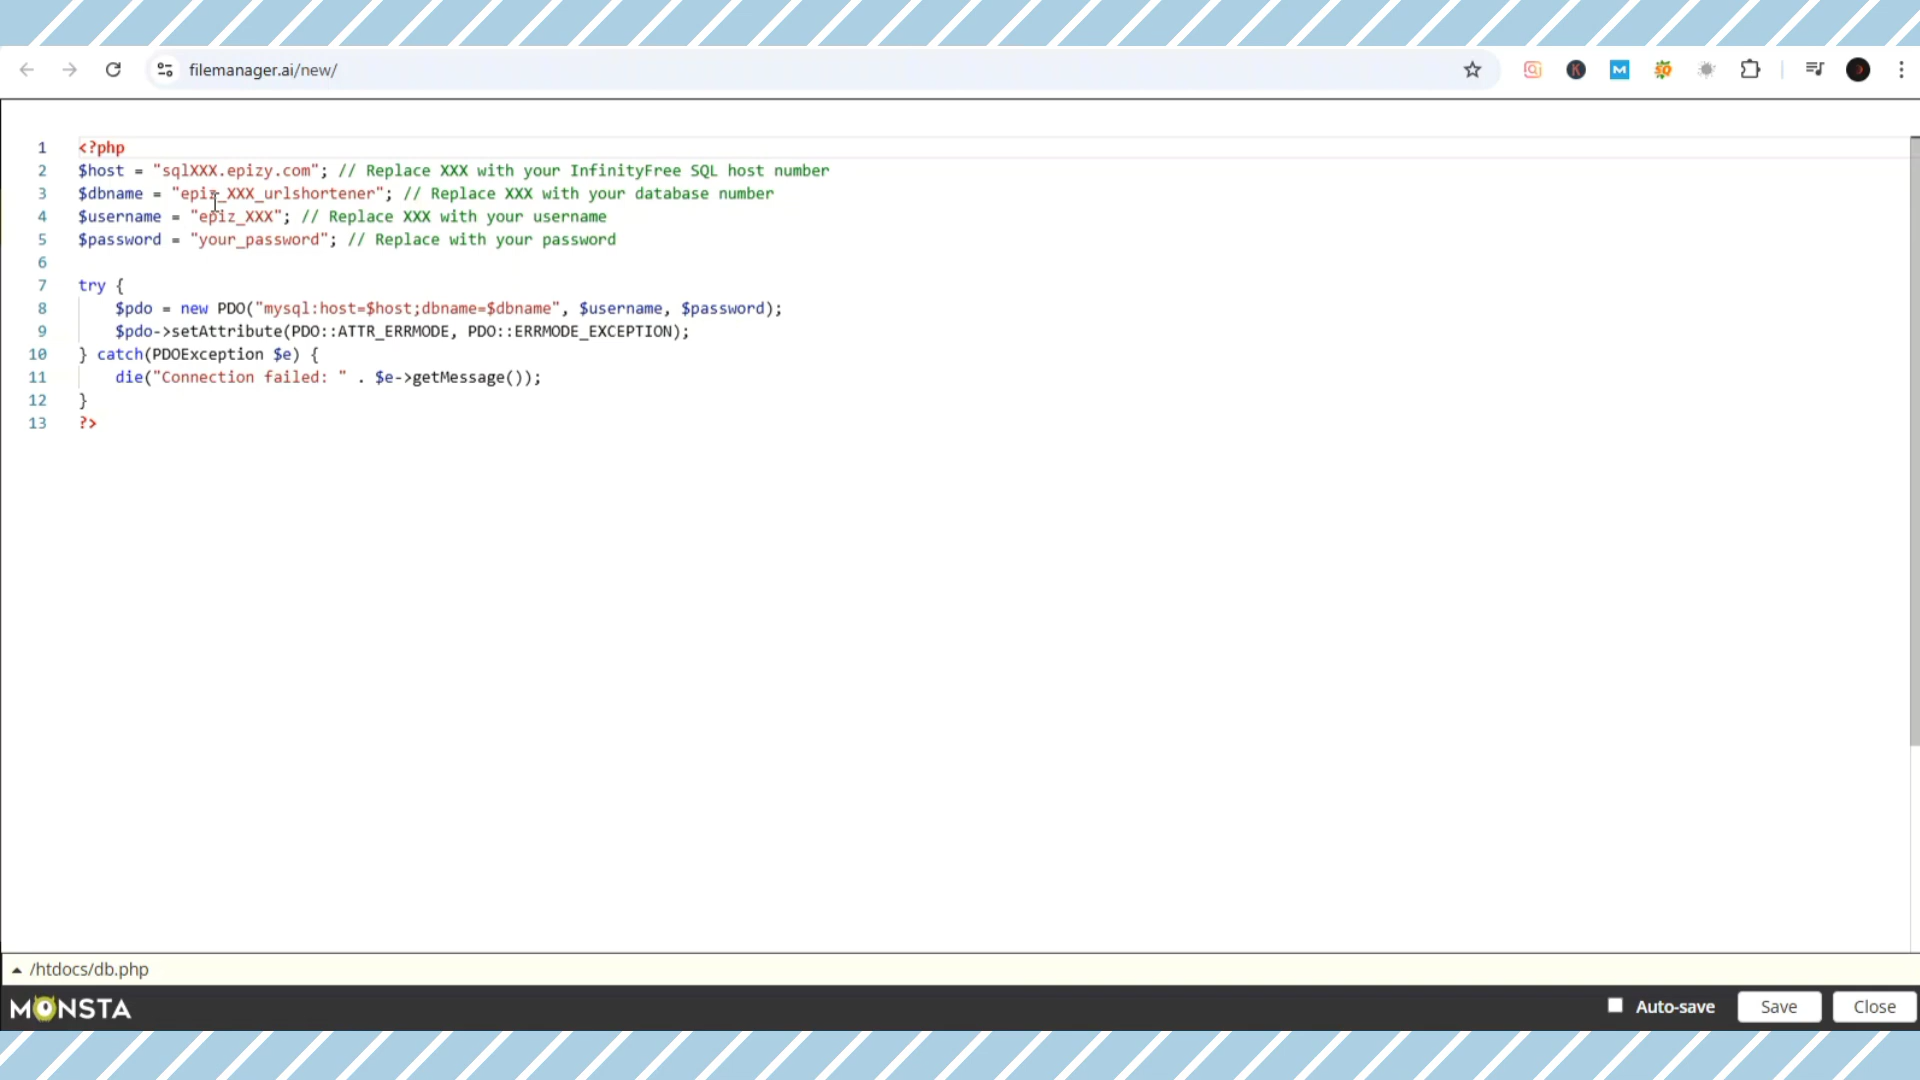 filemanager.ai/new/
1 <?php
2 $host = "sqlXXX.epizy.com"; // Replace XXX with your InfinityFree SQL host number
3 $dbname = "epiz_XXX_urlshortener"; // Replace XXX with your database number
4 $username = "epiz_XXX"; // Replace XXX with your username
5 $password = "your_password"; // Replace with your password
6
7 try {
8 $pdo = new PDO("mysql:host=$host;dbname=$dbname", $username, $password);
9 $pdo->setAttribute(PDO::ATTR_ERRMODE, PDO::ERRMODE_EXCEPTION);
10 } catch(PDOException $e) {
11 die("Connection failed: " . $e->getMessage());
12 }
13 ?>
/htdocs/db.php
MONSTA Auto-save Save Close